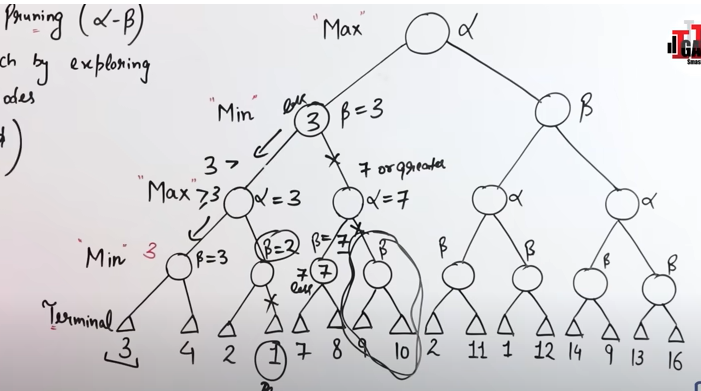 Pruning (α-β)
"Max"
α
ch by exploring
odes
"Min"
less
3
β=3
β
3 >
7 or greater
"Max" ≥3
α=3
α=7
α
α
"Min" 3
β=3
β=2
β=7
7
7
less
β
β
β
β
β
Terminal
3 4 2 1 7 8 9 10 2 11 1 12 14 9 13 16